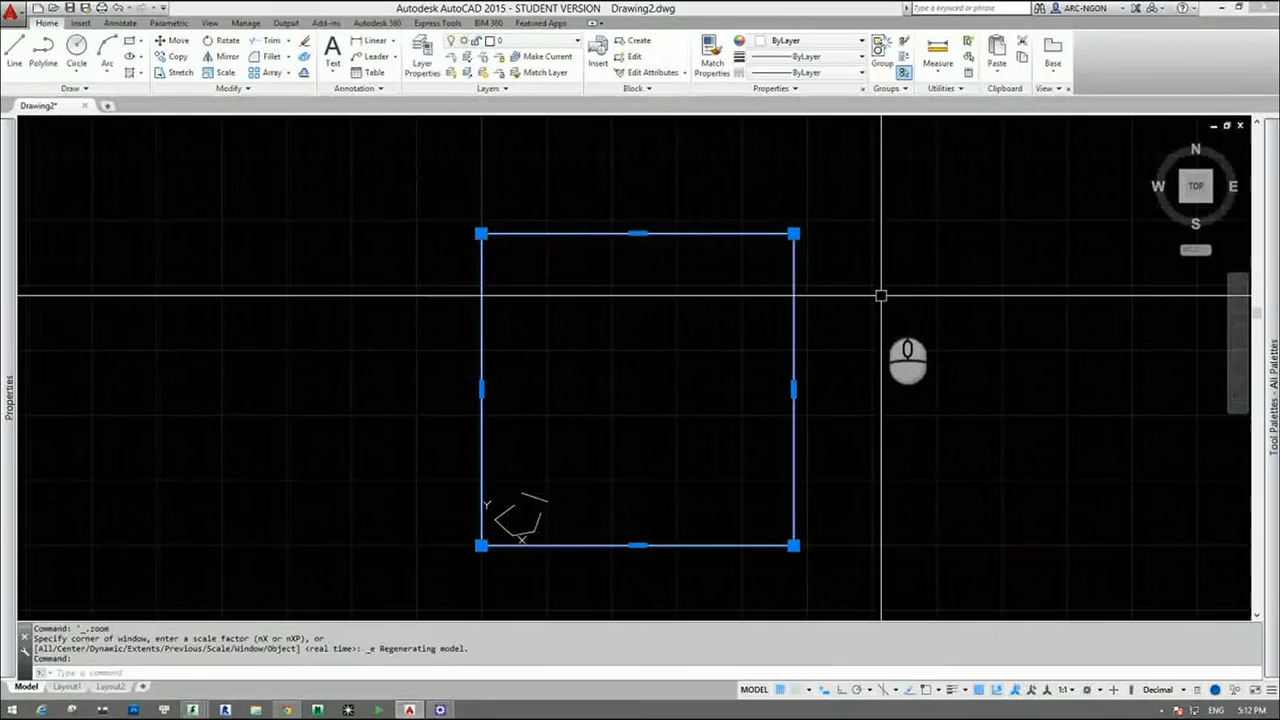 Autodesk AutoCAD 2015 - STUDENT VERSION Drawing2.dwg
Type a keyword or phrase
ARC-NGON
Home Insert Annotate Parametric View Manage Output Add-ins Autodesk 360 Express Tools BIM 360 Featured Apps
Line Polyline Circle Arc
Move Rotate Trim
Copy Mirror Fillet
Stretch Scale Array
Text
Linear
Leader
Table
Layer
Properties
0
Make Current
Match Layer
Insert
Create
Edit
Edit Attributes
Match
Properties
ByLayer
ByLayer
ByLayer
Group
Measure
Paste
Base
Draw Modify Annotation Layers Block Properties Groups Utilities Clipboard View
Drawing2*
N
W TOP E
S
Properties
Tool Palettes - All Palettes
0
Y
X
Command: '_.zoom
Specify corner of window, enter a scale factor (nX or nXP), or
[All/Center/Dynamic/Extents/Previous/Scale/Window/Object] <real time>: _e Regenerating model.
Command:
Type a command
Model Layout1 Layout2
MODEL 1:1 Decimal
ENG 5:12 PM